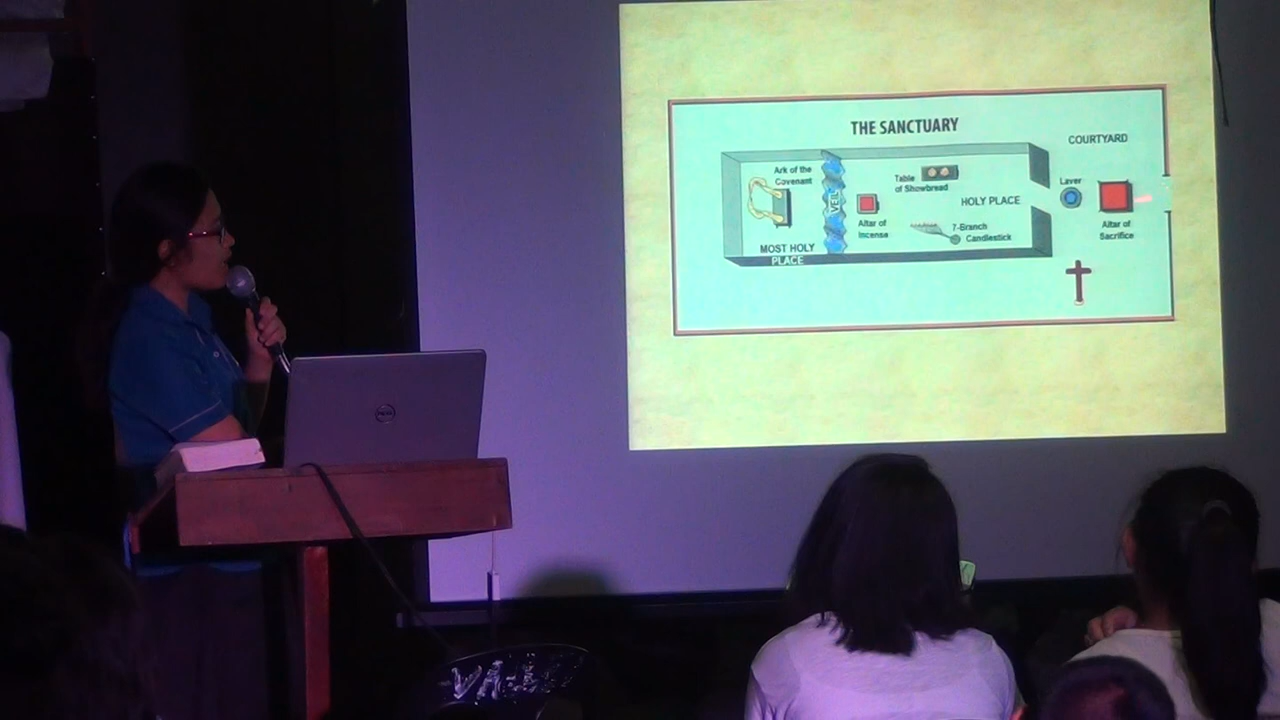 THE SANCTUARY
COURTYARD
Ark of the
Covenant
VEIL
Table
of Showbread
HOLY PLACE
Laver
Altar of
Incense
7-Branch
Candlestick
Altar of
Sacrifice
MOST HOLY
PLACE
DELL